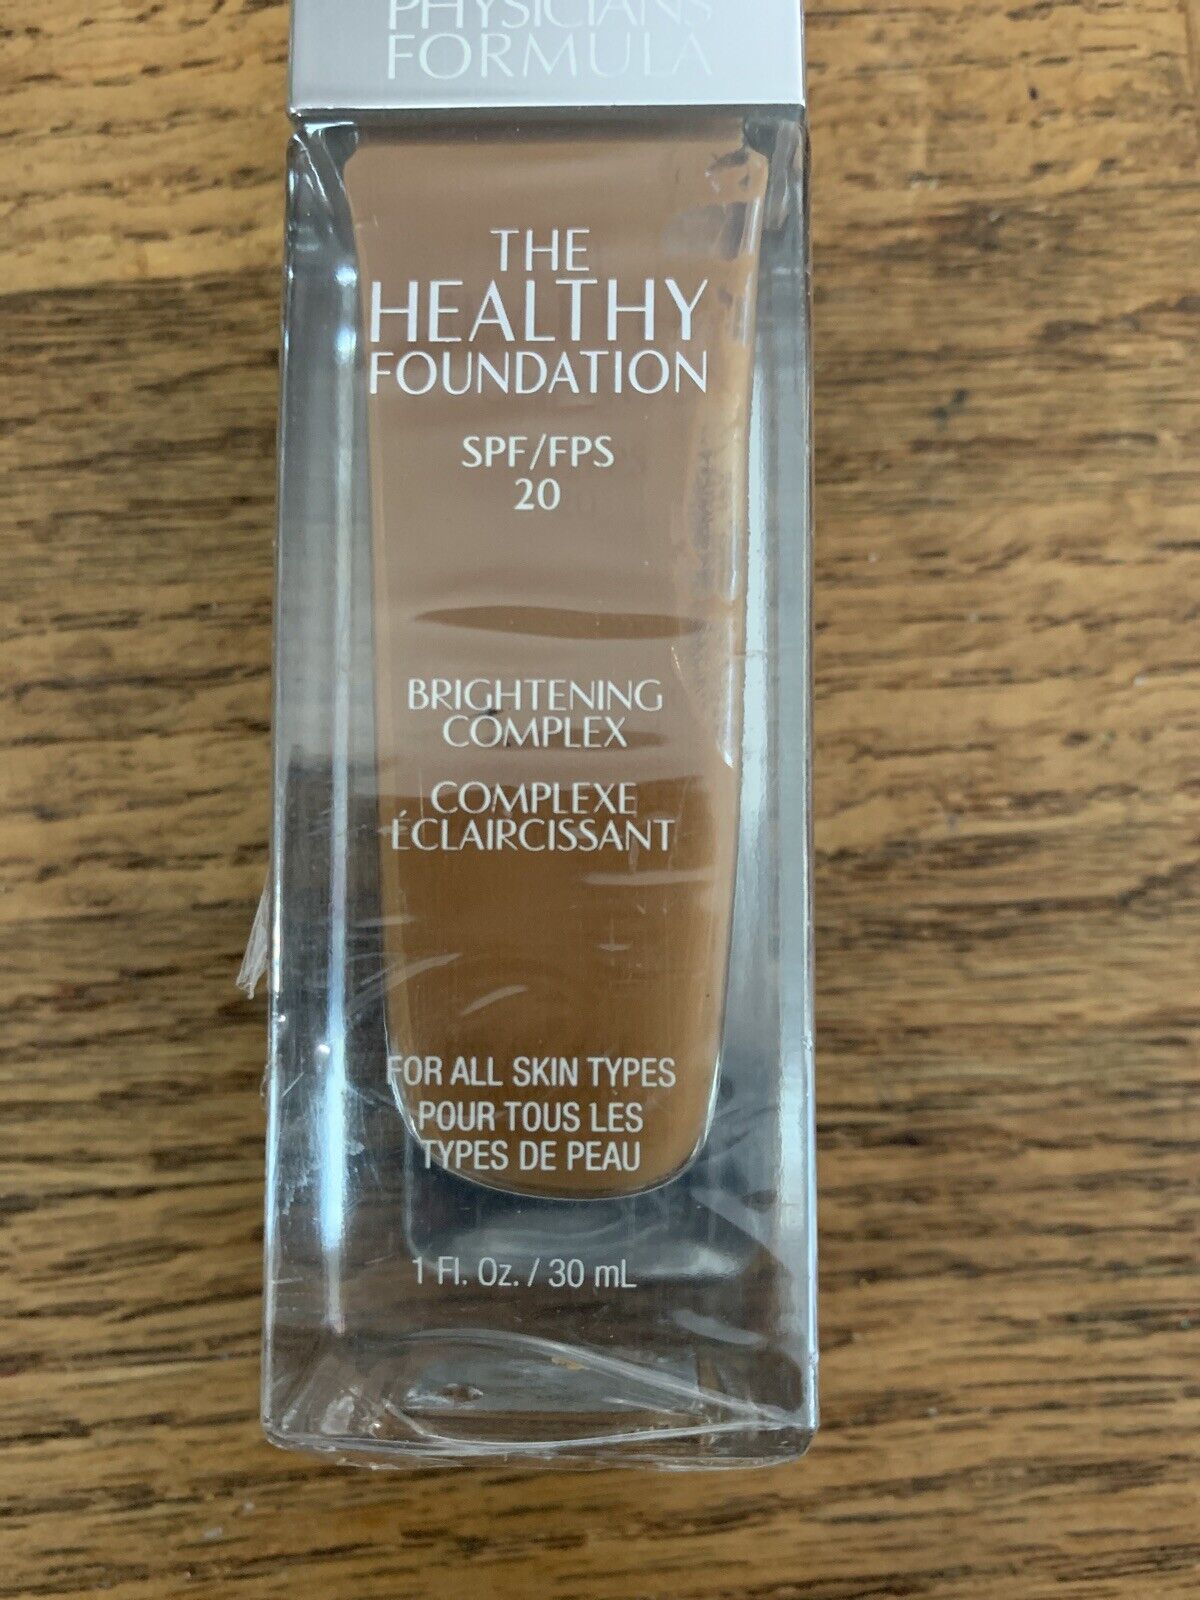 PHYSICIANS
FORMULA
THE
HEALTHY
FOUNDATION
SPF/FPS
20
BRIGHTENING
COMPLEX
COMPLEXE
ÉCLAIRCISSANT
FOR ALL SKIN TYPES
POUR TOUS LES
TYPES DE PEAU
1 Fl. Oz. / 30 mL